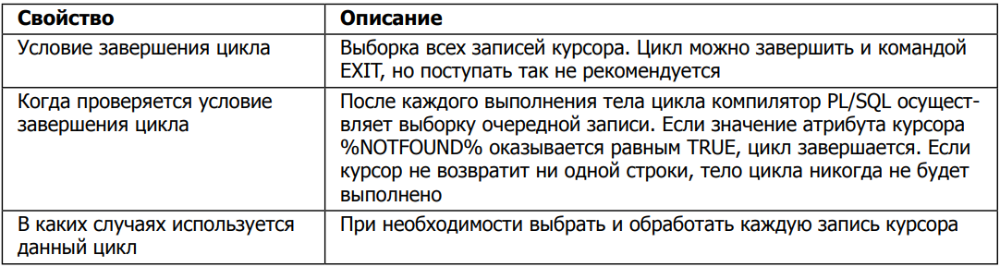 Свойство Описание
Условие завершения цикла Выборка всех записей курсора. Цикл можно завершить и командой
EXIT, но поступать так не рекомендуется
Когда проверяется условие После каждого выполнения тела цикла компилятор PL/SQL осущест-
завершения цикла вляет выборку очередной записи. Если значение атрибута курсора
%NOTFOUND% оказывается равным TRUE, цикл завершается. Если
курсор не возвратит ни одной строки, тело цикла никогда не будет
выполнено
В каких случаях используется При необходимости выбрать и обработать каждую запись курсора
данный цикл